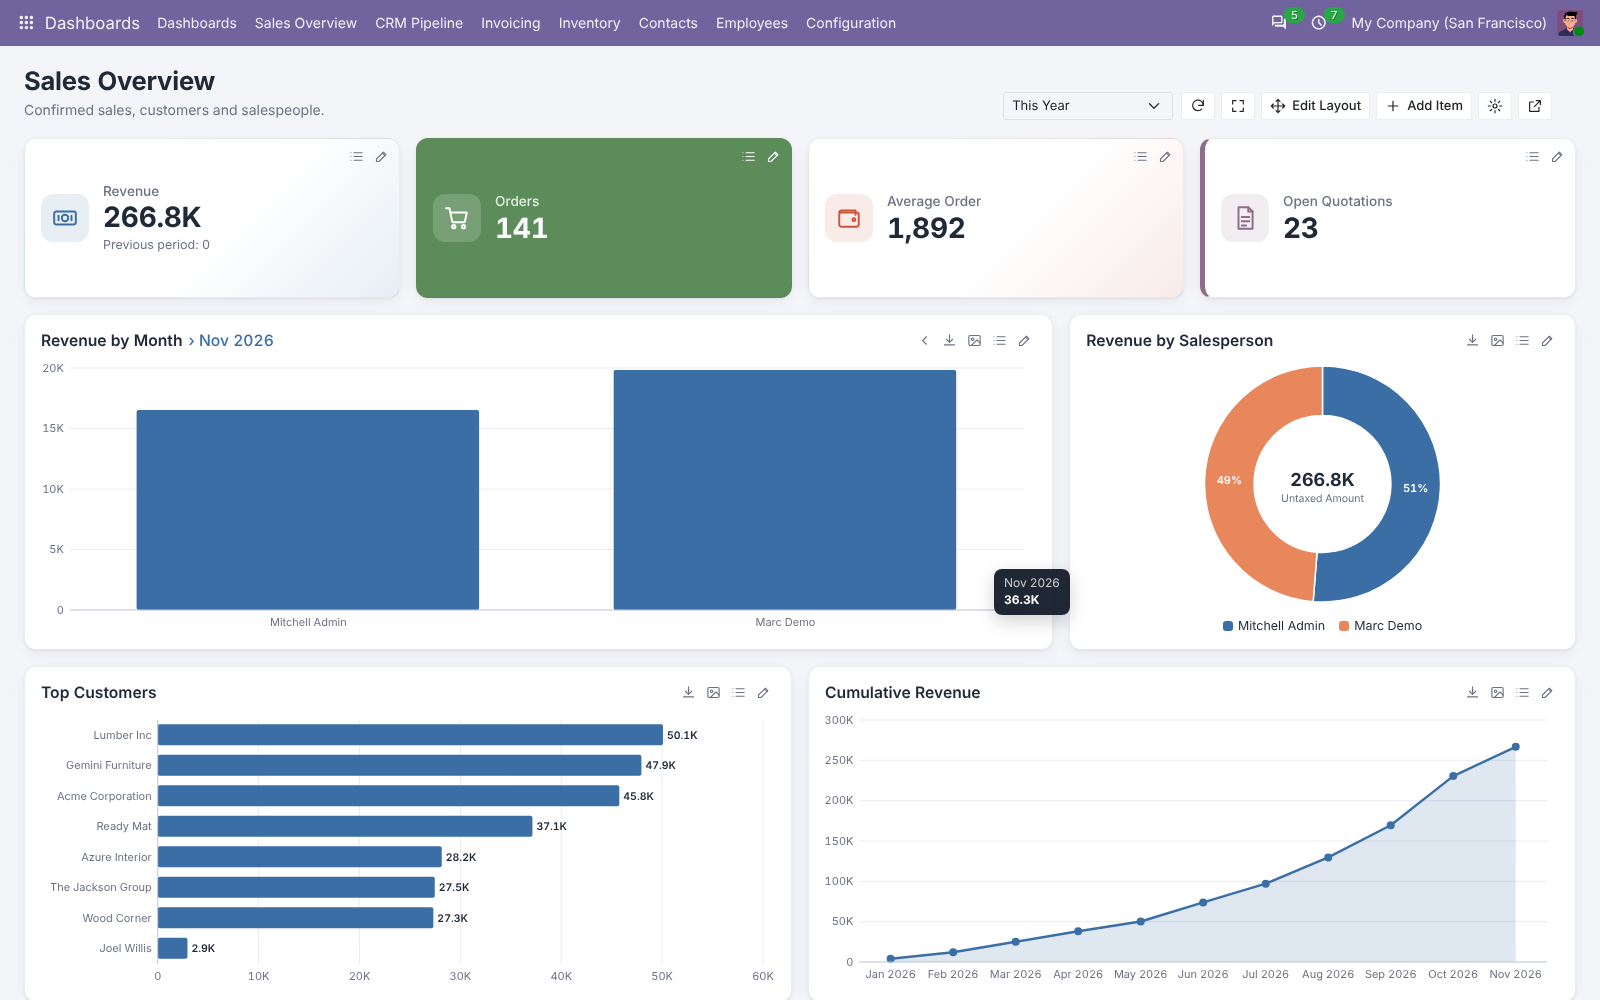 Dashboards Dashboards Sales Overview CRM Pipeline Invoicing Inventory Contacts Employees Configuration 5 7 My Company (San Francisco)
Sales Overview
Confirmed sales, customers and salespeople.
This Year Edit Layout Add Item
Revenue
266.8K
Previous period: 0
Orders
141
Average Order
1,892
Open Quotations
23
Revenue by Month › Nov 2026
20K
15K
10K
5K
0
Mitchell Admin Marc Demo
Nov 2026
36.3K
Revenue by Salesperson
49%
51%
266.8K
Untaxed Amount
Mitchell Admin Marc Demo
Top Customers
Lumber Inc 50.1K
Gemini Furniture 47.9K
Acme Corporation 45.8K
Ready Mat 37.1K
Azure Interior 28.2K
The Jackson Group 27.5K
Wood Corner 27.3K
Joel Willis 2.9K
0 10K 20K 30K 40K 50K 60K
Cumulative Revenue
300K
250K
200K
150K
100K
50K
0
Jan 2026 Feb 2026 Mar 2026 Apr 2026 May 2026 Jun 2026 Jul 2026 Aug 2026 Sep 2026 Oct 2026 Nov 2026